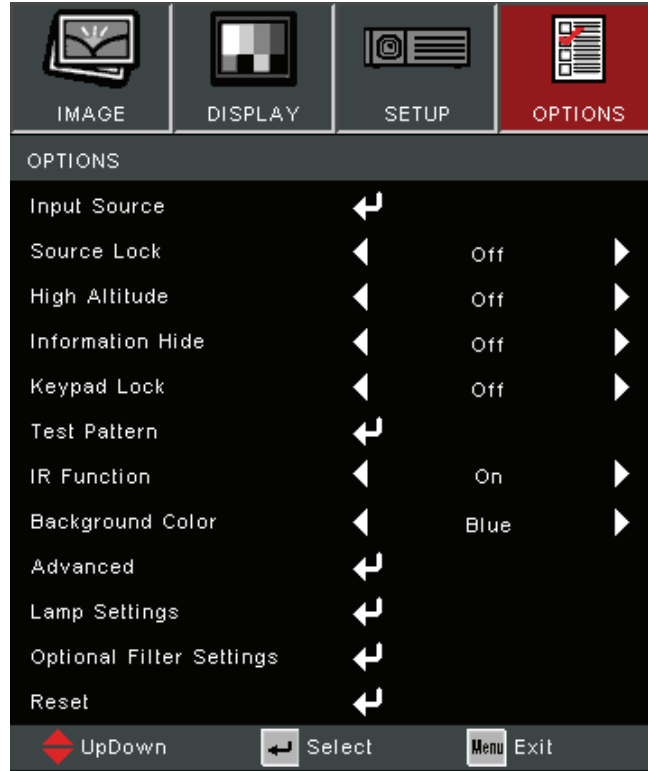 IMAGE DISPLAY SETUP OPTIONS
OPTIONS
Input Source
Source Lock Off
High Altitude Off
Information Hide Off
Keypad Lock Off
Test Pattern
IR Function On
Background Color Blue
Advanced
Lamp Settings
Optional Filter Settings
Reset
UpDown Select Menu Exit